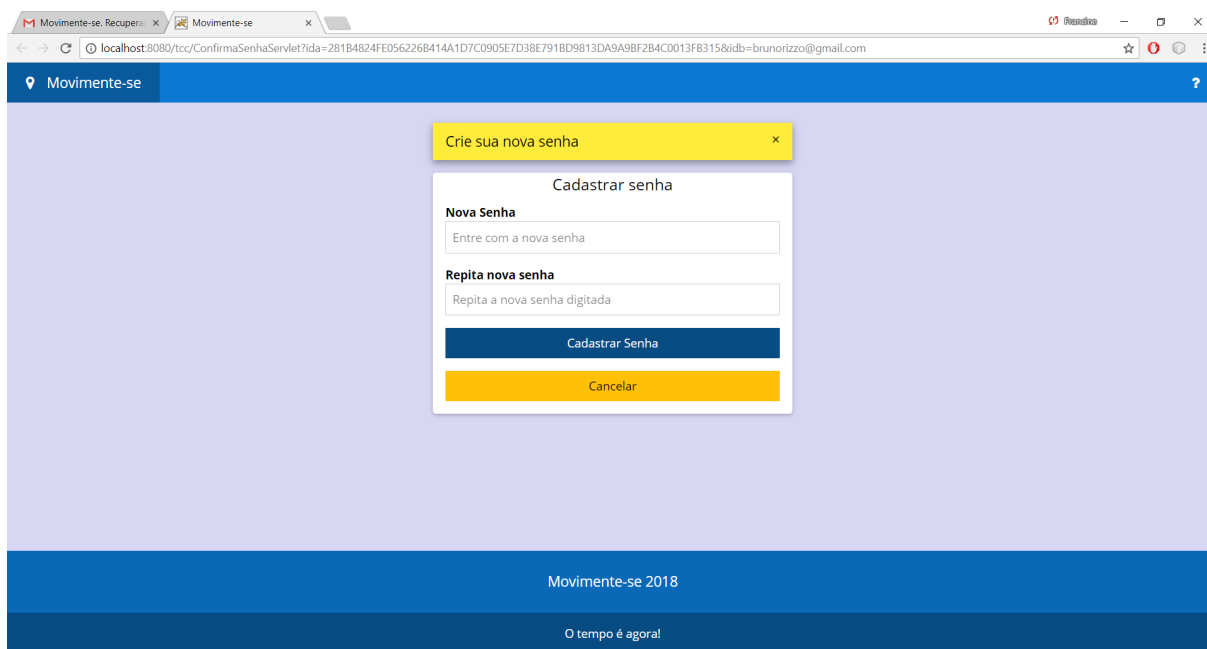 Movimente-se. Recupera
Movimente-se
Francine
localhost:8080/tcc/ConfirmaSenhaServlet?ida=281B4824FE056226B414A1D7C0905E7D38E791BD9813DA9A9BF2B4C0013FB315&idb=brunorizzo@gmail.com
Movimente-se
?
Crie sua nova senha ×
Cadastrar senha
Nova Senha
Entre com a nova senha
Repita nova senha
Repita a nova senha digitada
Cadastrar Senha
Cancelar
Movimente-se 2018
O tempo é agora!